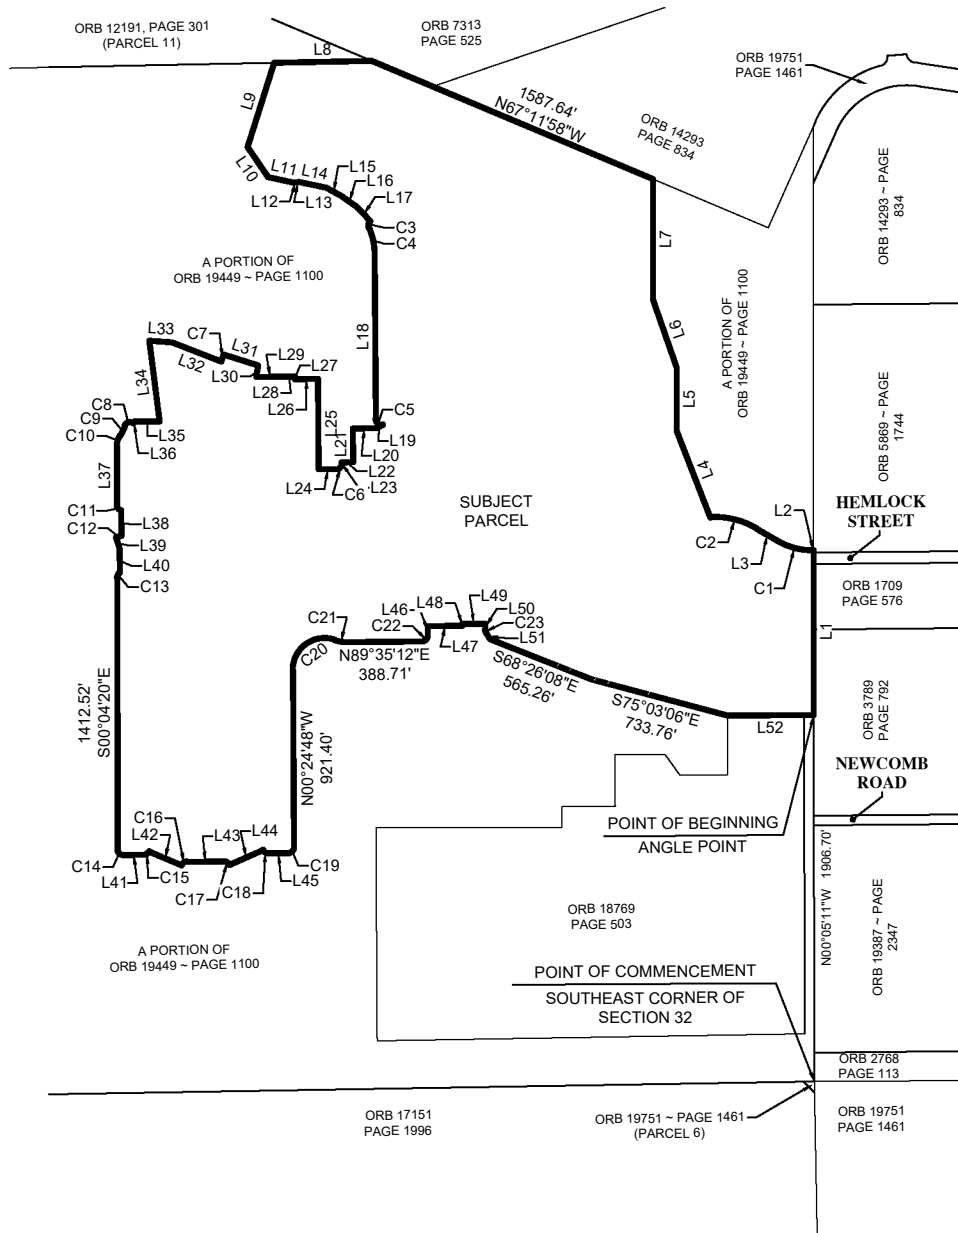 ORB 12191, PAGE 301
(PARCEL 11)
ORB 7313
PAGE 525
ORB 19751
PAGE 1461
L8
1587.64'
N67°11'58"W
ORB 14293
PAGE 834
L9
L10
L11
L14
L15
L16
L17
L12
L13
C3
C4
ORB 14293 ~ PAGE
834
A PORTION OF
ORB 19449 ~ PAGE 1100
L7
L6
A PORTION OF
ORB 19449 ~ PAGE 1100
L18
L33
C7
L31
L32
L29
L27
L30
L28
L26
L34
L25
L5
C8
C9
C10
L35
L36
C5
L19
L21
L20
L22
L23
C6
L24
ORB 5869 ~ PAGE
1744
L4
L37
C11
C12
L38
L39
L40
C13
SUBJECT
PARCEL
L2
C2
L3
C1
HEMLOCK
STREET
ORB 1709
PAGE 576
L1
C21
L46
L48
L49
L50
C22
C23
L47
L51
C20
N89°35'12"E
388.71'
S68°26'08"E
565.26'
S75°03'06"E
733.76'
L52
ORB 3789
PAGE 792
1412.52'
S00°04'20"E
N00°24'48"W
921.40'
NEWCOMB
ROAD
POINT OF BEGINNING
ANGLE POINT
C16
L42
L43
L44
C14
L41
C15
C17
C18
L45
C19
N00°05'11"W 1906.70'
ORB 19387 ~ PAGE
2347
ORB 18769
PAGE 503
A PORTION OF
ORB 19449 ~ PAGE 1100
POINT OF COMMENCEMENT
SOUTHEAST CORNER OF
SECTION 32
ORB 2768
PAGE 113
ORB 17151
PAGE 1996
ORB 19751 ~ PAGE 1461
(PARCEL 6)
ORB 19751
PAGE 1461